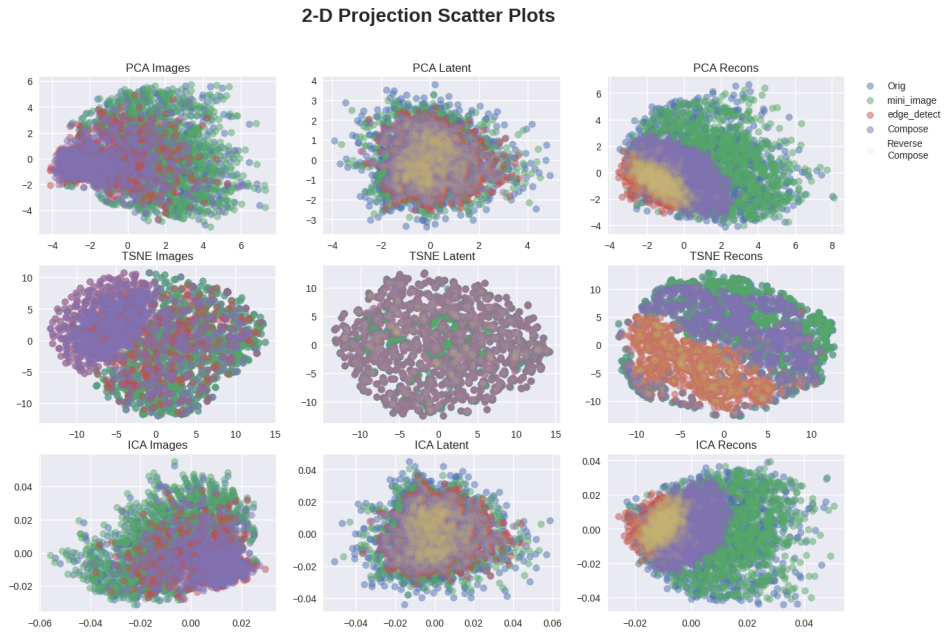 2-D Projection Scatter Plots
PCA Images
6
4
2
0
−2
−4
−4 −2 0 2 4 6
PCA Latent
4
3
2
1
0
−1
−2
−3
−4 −2 0 2 4
PCA Recons
6
4
2
0
−2
−4
−4 −2 0 2 4 6 8
Orig
mini_image
edge_detect
Compose
Reverse
Compose
TSNE Images
10
5
0
−5
−10
−10 −5 0 5 10 15
TSNE Latent
10
5
0
−5
−10
−10 −5 0 5 10 15
TSNE Recons
10
5
0
−5
−10
−10 −5 0 5 10
ICA Images
0.04
0.02
0.00
−0.02
−0.06 −0.04 −0.02 0.00 0.02
ICA Latent
0.04
0.02
0.00
−0.02
−0.04
−0.04 −0.02 0.00 0.02 0.04 0.06
ICA Recons
0.04
0.02
0.00
−0.02
−0.04
−0.02 0.00 0.02 0.04